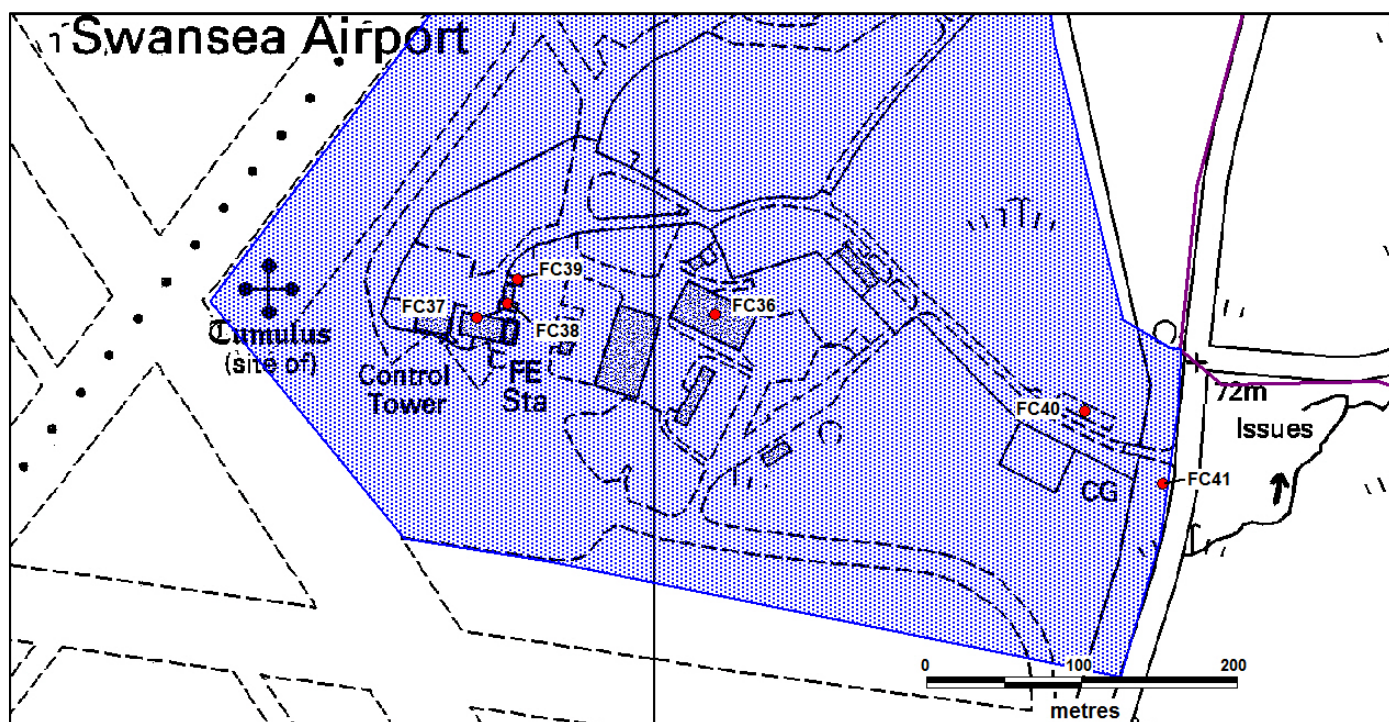 Swansea Airport
FC39
FC37
FC36
FC38
Tumulus
(site of)
Control
Tower
FE
Sta
FC40
72m
Issues
CG
FC41
0 100 200
metres